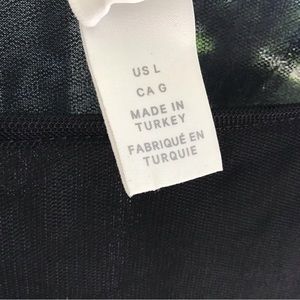 US L
CA G
MADE IN
TURKEY
FABRIQUÉ EN
TURQUIE